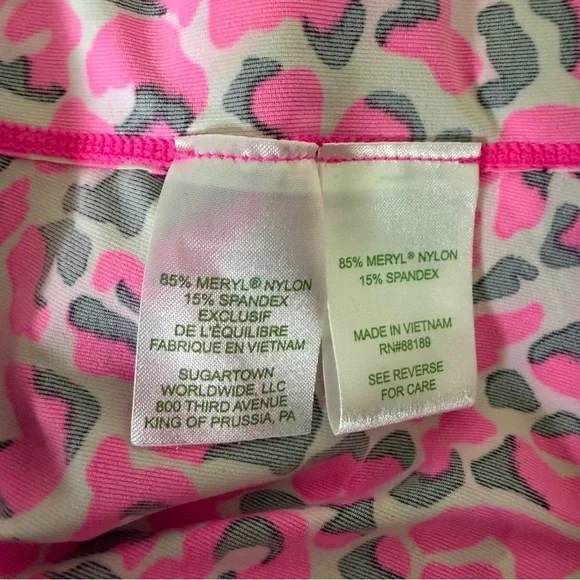 85% MERYL® NYLON
15% SPANDEX
EXCLUSIF
DE L'ÉQUILIBRE
FABRIQUE EN VIETNAM
SUGARTOWN
WORLDWIDE, LLC
800 THIRD AVENUE
KING OF PRUSSIA, PA
85% MERYL® NYLON
15% SPANDEX
MADE IN VIETNAM
RN#88189
SEE REVERSE
FOR CARE